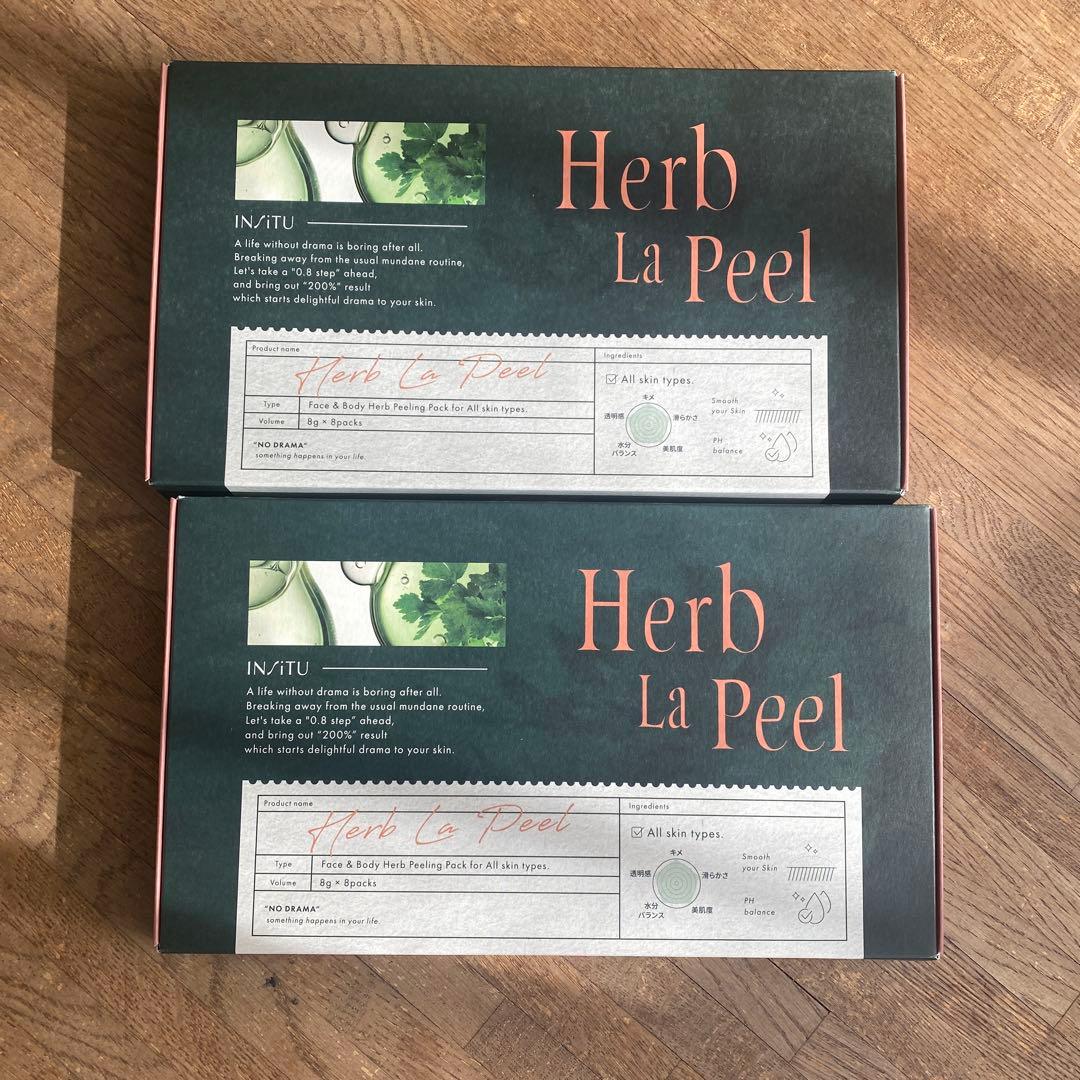 Herb
La Peel
INSiTU
A life without drama is boring after all.
Breaking away from the usual mundane routine,
Let's take a "0.8 step" ahead,
and bring out "200%" result
which starts delightful drama to your skin.
Product name
Herb La Peel
Type
Face & Body Herb Peeling Pack for All skin types.
Volume
8g × 8packs
"NO DRAMA"
something happens in your life.
Ingredients
All skin types.
キメ
透明感
滑らかさ
水分
バランス
美肌度
Smooth
your Skin
PH
balance
Herb
La Peel
INSiTU
A life without drama is boring after all.
Breaking away from the usual mundane routine,
Let's take a "0.8 step" ahead,
and bring out "200%" result
which starts delightful drama to your skin.
Product name
Herb La Peel
Type
Face & Body Herb Peeling Pack for All skin types.
Volume
8g × 8packs
"NO DRAMA"
something happens in your life.
Ingredients
All skin types.
キメ
透明感
滑らかさ
水分
バランス
美肌度
Smooth
your Skin
PH
balance